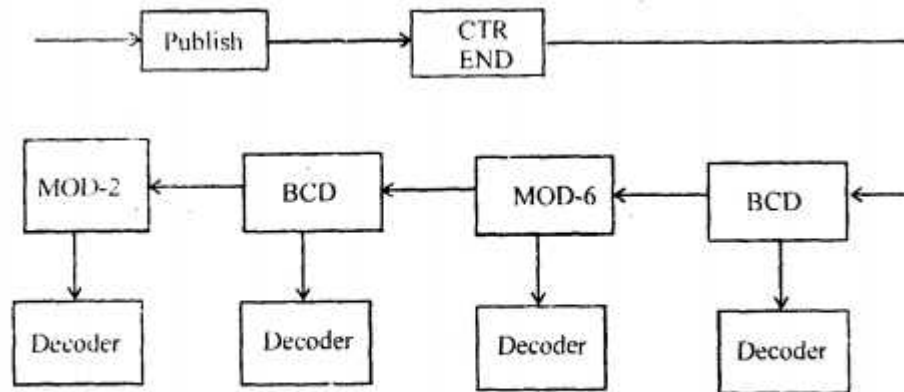 Publish
CTR
END
MOD-2
BCD
MOD-6
BCD
Decoder
Decoder
Decoder
Decoder